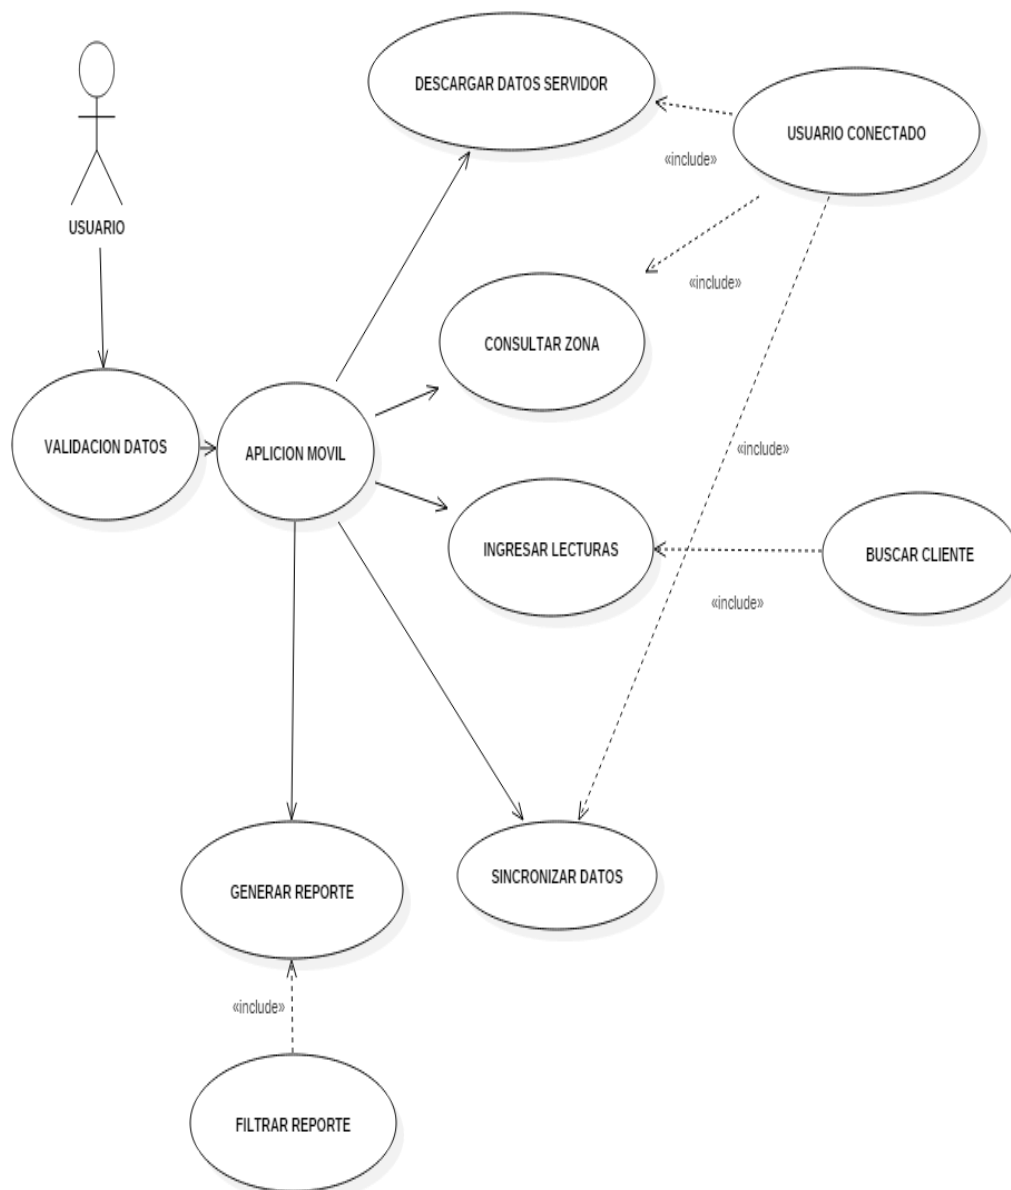 DESCARGAR DATOS SERVIDOR
USUARIO CONECTADO
«include»
USUARIO
«include»
CONSULTAR ZONA
VALIDACION DATOS
APLICION MOVIL
«include»
INGRESAR LECTURAS
BUSCAR CLIENTE
«include»
GENERAR REPORTE
SINCRONIZAR DATOS
«include»
FILTRAR REPORTE